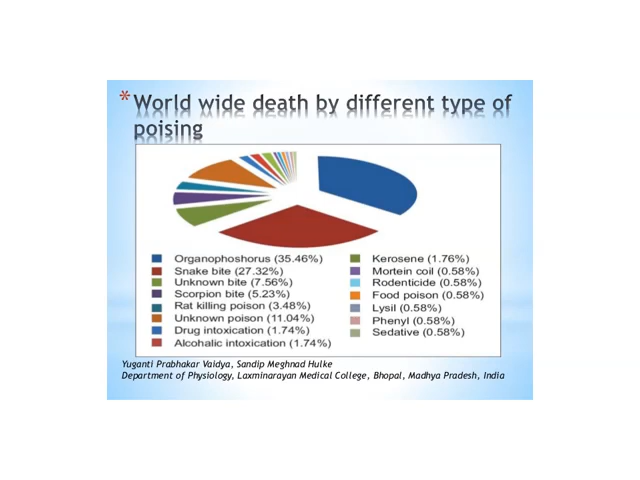 * World wide death by different type of
poising
Organophoshorus (35.46%)
Snake bite (27.32%)
Unknown bite (7.56%)
Scorpion bite (5.23%)
Rat killing poison (3.48%)
Unknown poison (11.04%)
Drug intoxication (1.74%)
Alcoholic intoxication (1.74%)
Kerosene (1.76%)
Mortein coil (0.58%)
Rodenticide (0.58%)
Food poison (0.58%)
Lysil (0.58%)
Phenyl (0.58%)
Sedative (0.58%)
Yuganti Prabhakar Vaidya, Sandip Meghnad Hulke
Department of Physiology, Laxminarayan Medical College, Bhopal, Madhya Pradesh, India